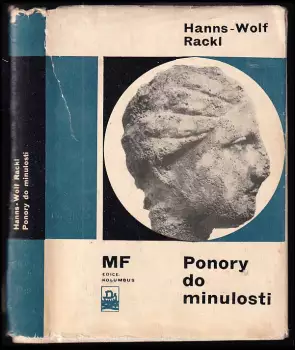 Hanns-Wolf Rackl
Ponory do minulosti
Hanns-Wolf
Rackl
MF
EDICE
KOLUMBUS
Ponory
do
minulosti